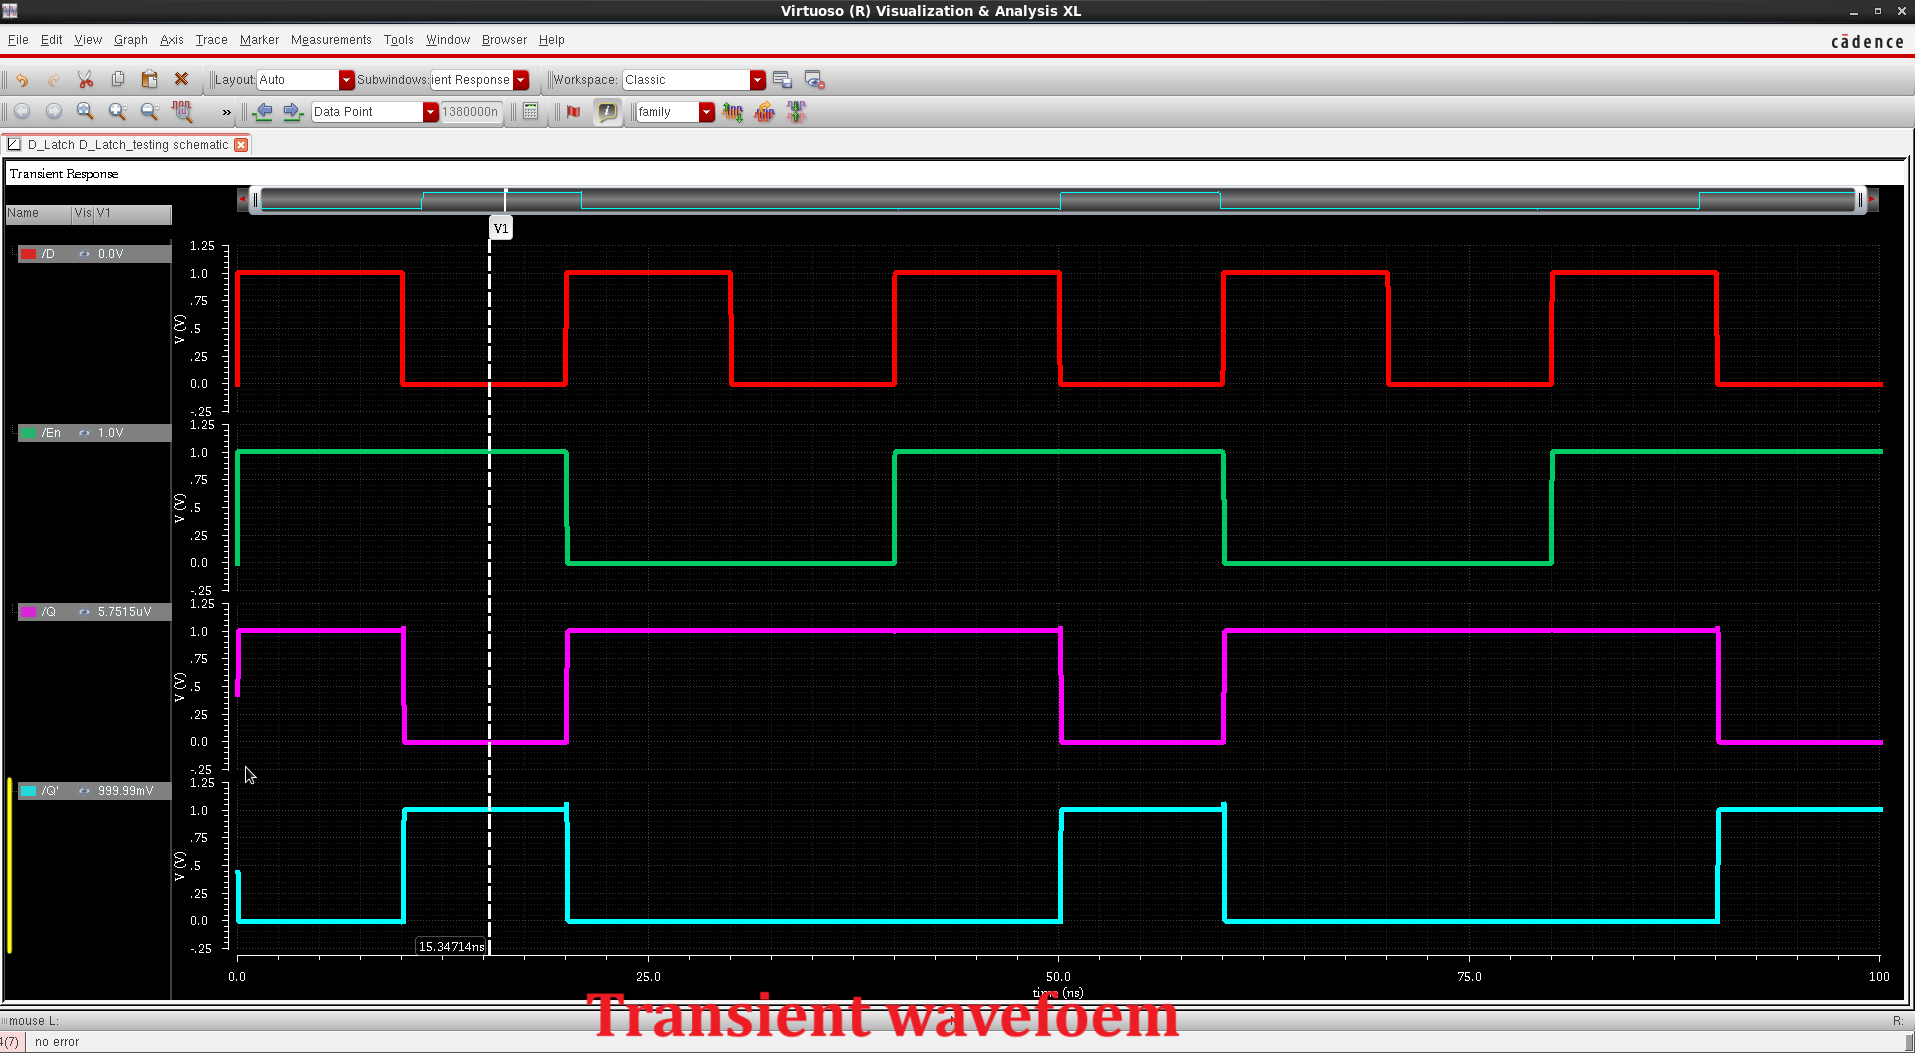 Virtuoso (R) Visualization & Analysis XL
File Edit View Graph Axis Trace Marker Measurements Tools Window Browser Help
cādence
Layout: Auto Subwindows: ient Response Workspace: Classic
» Data Point 1380000n family
D_Latch D_Latch_testing schematic
Transient Response
Name Vis V1
V1
/D 0.0V
1.25
1.0
.75
.5
.25
0.0
-.25
V (V)
/En 1.0V
1.25
1.0
.75
.5
.25
0.0
-.25
V (V)
/Q 5.7515uV
1.25
1.0
.75
.5
.25
0.0
-.25
V (V)
/Q' 999.99mV
1.25
1.0
.75
.5
.25
0.0
-.25
V (V)
15.34714ns
0.0 25.0 50.0 75.0 100
time (ns)
Transient wavefoem
mouse L: R:
4(7) no error